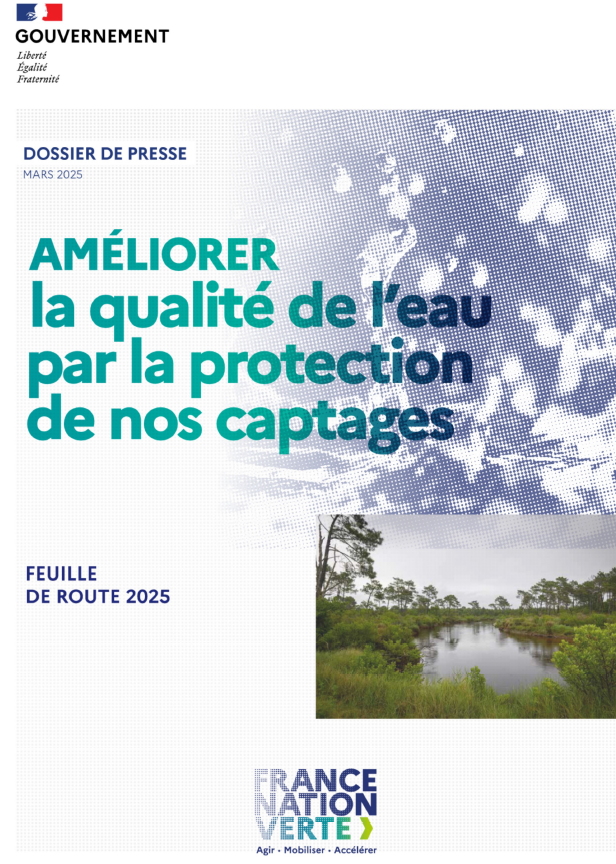 GOUVERNEMENT
Liberté
Égalité
Fraternité
DOSSIER DE PRESSE
MARS 2025
AMÉLIORER
la qualité de l'eau
par la protection
de nos captages
FEUILLE
DE ROUTE 2025
FRANCE
NATION
VERTE
Agir • Mobiliser • Accélérer